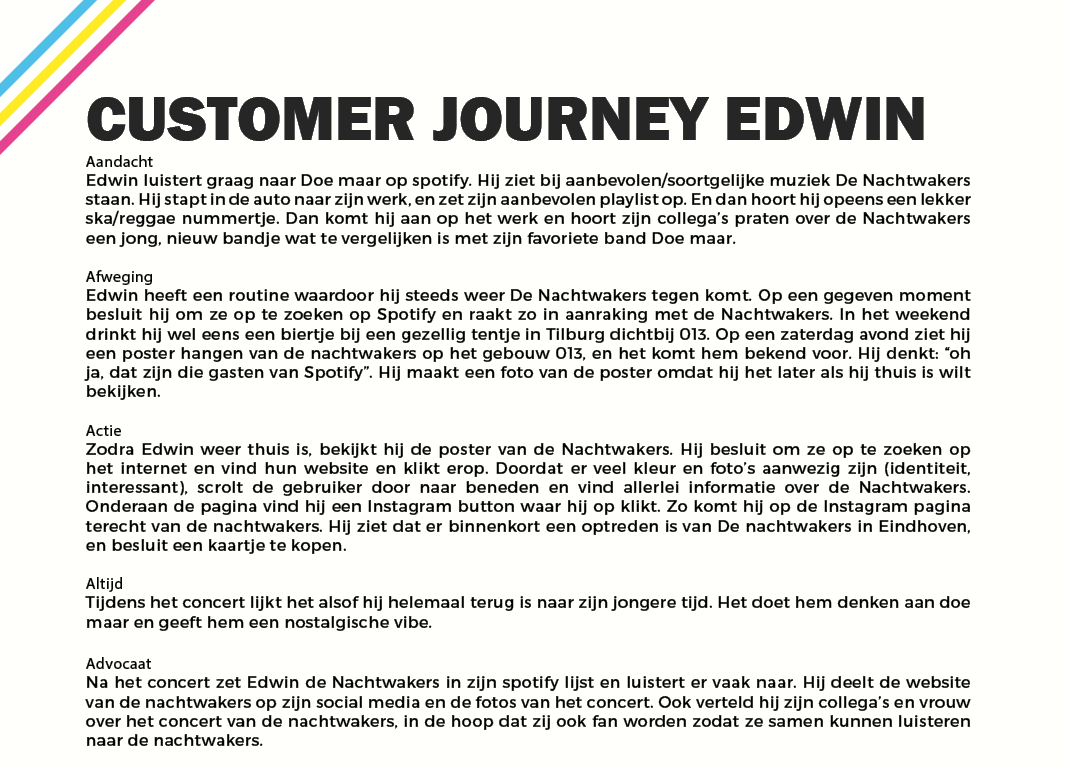 CUSTOMER JOURNEY EDWIN
Aandacht
Edwin luistert graag naar Doe maar op spotify. Hij ziet bij aanbevolen/soortgelijke muziek De Nachtwakers
staan. Hij stapt in de auto naar zijn werk, en zet zijn aanbevolen playlist op. En dan hoort hij opeens een lekker
ska/reggae nummertje. Dan komt hij aan op het werk en hoort zijn collega’s praten over de Nachtwakers
een jong, nieuw bandje wat te vergelijken is met zijn favoriete band Doe maar.
Afweging
Edwin heeft een routine waardoor hij steeds weer De Nachtwakers tegen komt. Op een gegeven moment
besluit hij om ze op te zoeken op Spotify en raakt zo in aanraking met de Nachtwakers. In het weekend
drinkt hij wel eens een biertje bij een gezellig tentje in Tilburg dichtbij 013. Op een zaterdag avond ziet hij
een poster hangen van de nachtwakers op het gebouw 013, en het komt hem bekend voor. Hij denkt: “oh
ja, dat zijn die gasten van Spotify”. Hij maakt een foto van de poster omdat hij het later als hij thuis is wilt
bekijken.
Actie
Zodra Edwin weer thuis is, bekijkt hij de poster van de Nachtwakers. Hij besluit om ze op te zoeken op
het internet en vind hun website en klikt erop. Doordat er veel kleur en foto’s aanwezig zijn (identiteit,
interessant), scrolt de gebruiker door naar beneden en vind allerlei informatie over de Nachtwakers.
Onderaan de pagina vind hij een Instagram button waar hij op klikt. Zo komt hij op de Instagram pagina
terecht van de nachtwakers. Hij ziet dat er binnenkort een optreden is van De nachtwakers in Eindhoven,
en besluit een kaartje te kopen.
Altijd
Tijdens het concert lijkt het alsof hij helemaal terug is naar zijn jongere tijd. Het doet hem denken aan doe
maar en geeft hem een nostalgische vibe.
Advocaat
Na het concert zet Edwin de Nachtwakers in zijn spotify lijst en luistert er vaak naar. Hij deelt de website
van de nachtwakers op zijn social media en de fotos van het concert. Ook verteld hij zijn collega’s en vrouw
over het concert van de nachtwakers, in de hoop dat zij ook fan worden zodat ze samen kunnen luisteren
naar de nachtwakers.